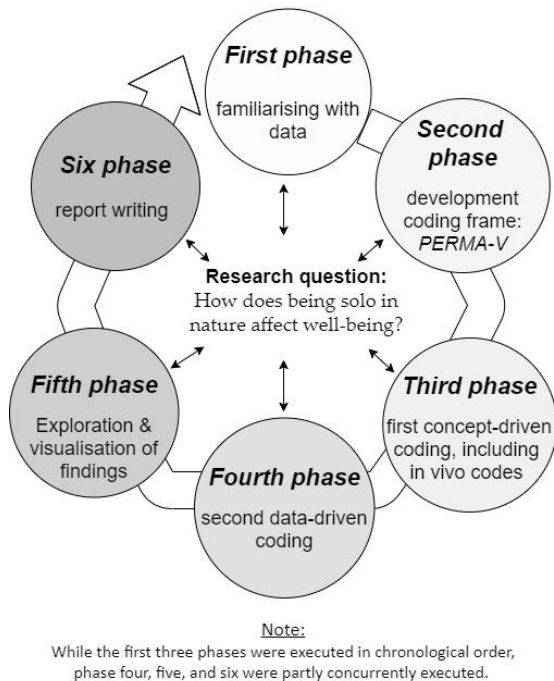 First phase
familiarising with
data
Second
phase
development
coding frame:
PERMA-V
Six phase
report writing
Research question:
How does being solo in
nature affect well-being?
Third phase
first concept-driven
coding, including
in vivo codes
Fourth phase
second data-driven
coding
Fifth phase
Exploration &
visualisation of
findings
Note:
While the first three phases were executed in chronological order,
phase four, five, and six were partly concurrently executed.